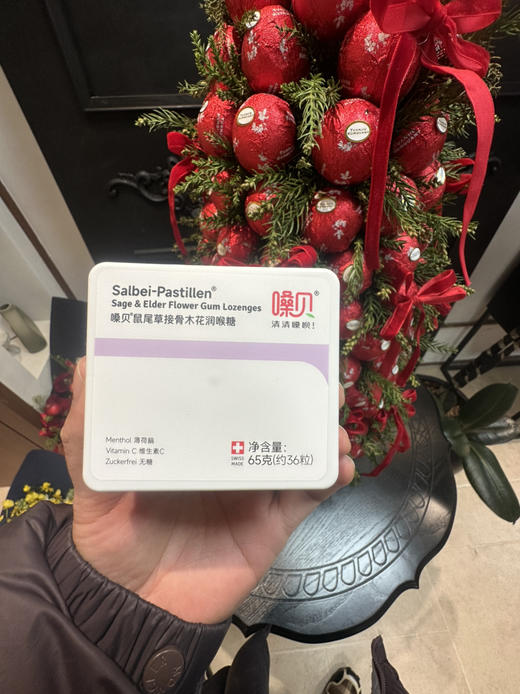 Salbei-Pastillen®
Sage & Elder Flower Gum Lozenges
嗓贝®鼠尾草接骨木花润喉糖
嗓贝®
清清嗓呗!
Menthol 薄荷脑
Vitamin C 维生素C
Zuckerfrei 无糖
SWISS
MADE
净含量:
65克(约36粒)